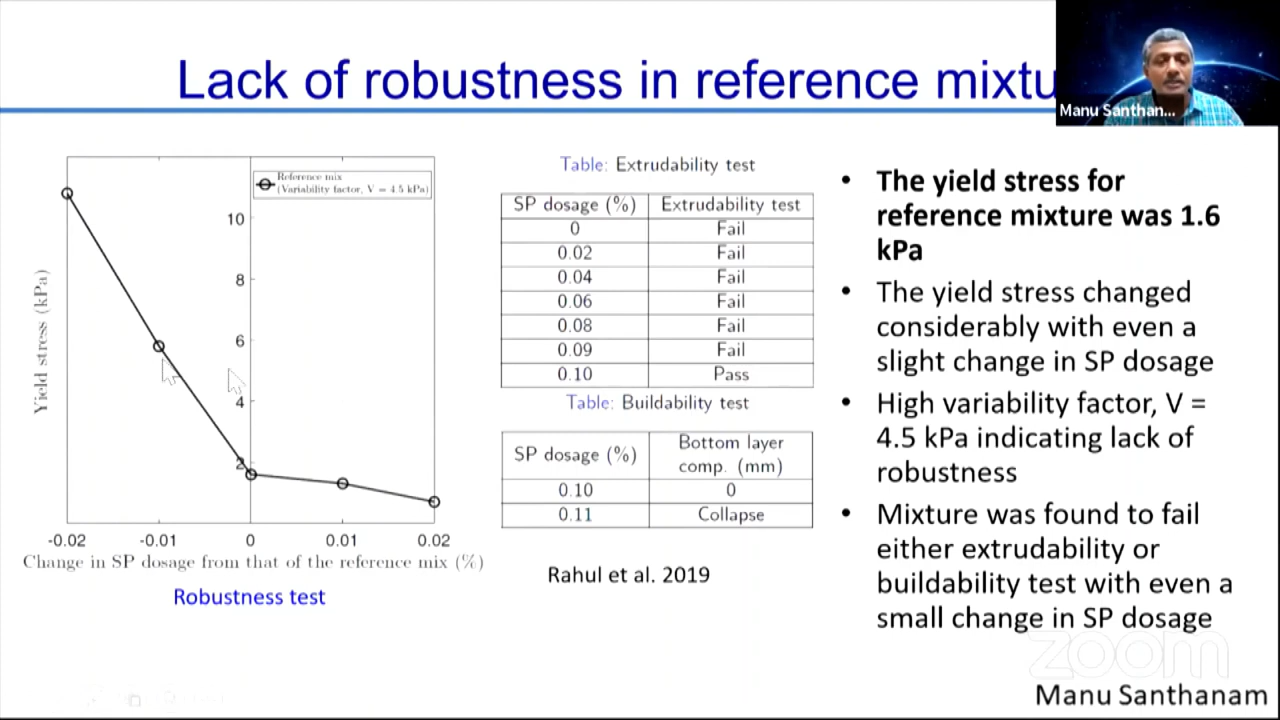 Lack of robustness in reference mixtu
Manu Santhan...
Reference mix
(Variability factor, V = 4.5 kPa)
10
8
6
4
2
Yield stress (kPa)
-0.02 -0.01 0 0.01 0.02
Change in SP dosage from that of the reference mix (%)
Robustness test
Table: Extrudability test
SP dosage (%) Extrudability test
0 Fail
0.02 Fail
0.04 Fail
0.06 Fail
0.08 Fail
0.09 Fail
0.10 Pass
Table: Buildability test
SP dosage (%) Bottom layer
comp. (mm)
0.10 0
0.11 Collapse
Rahul et al. 2019
• The yield stress for
reference mixture was 1.6
kPa
• The yield stress changed
considerably with even a
slight change in SP dosage
• High variability factor, V =
4.5 kPa indicating lack of
robustness
• Mixture was found to fail
either extrudability or
buildability test with even a
small change in SP dosage
zoom
Manu Santhanam